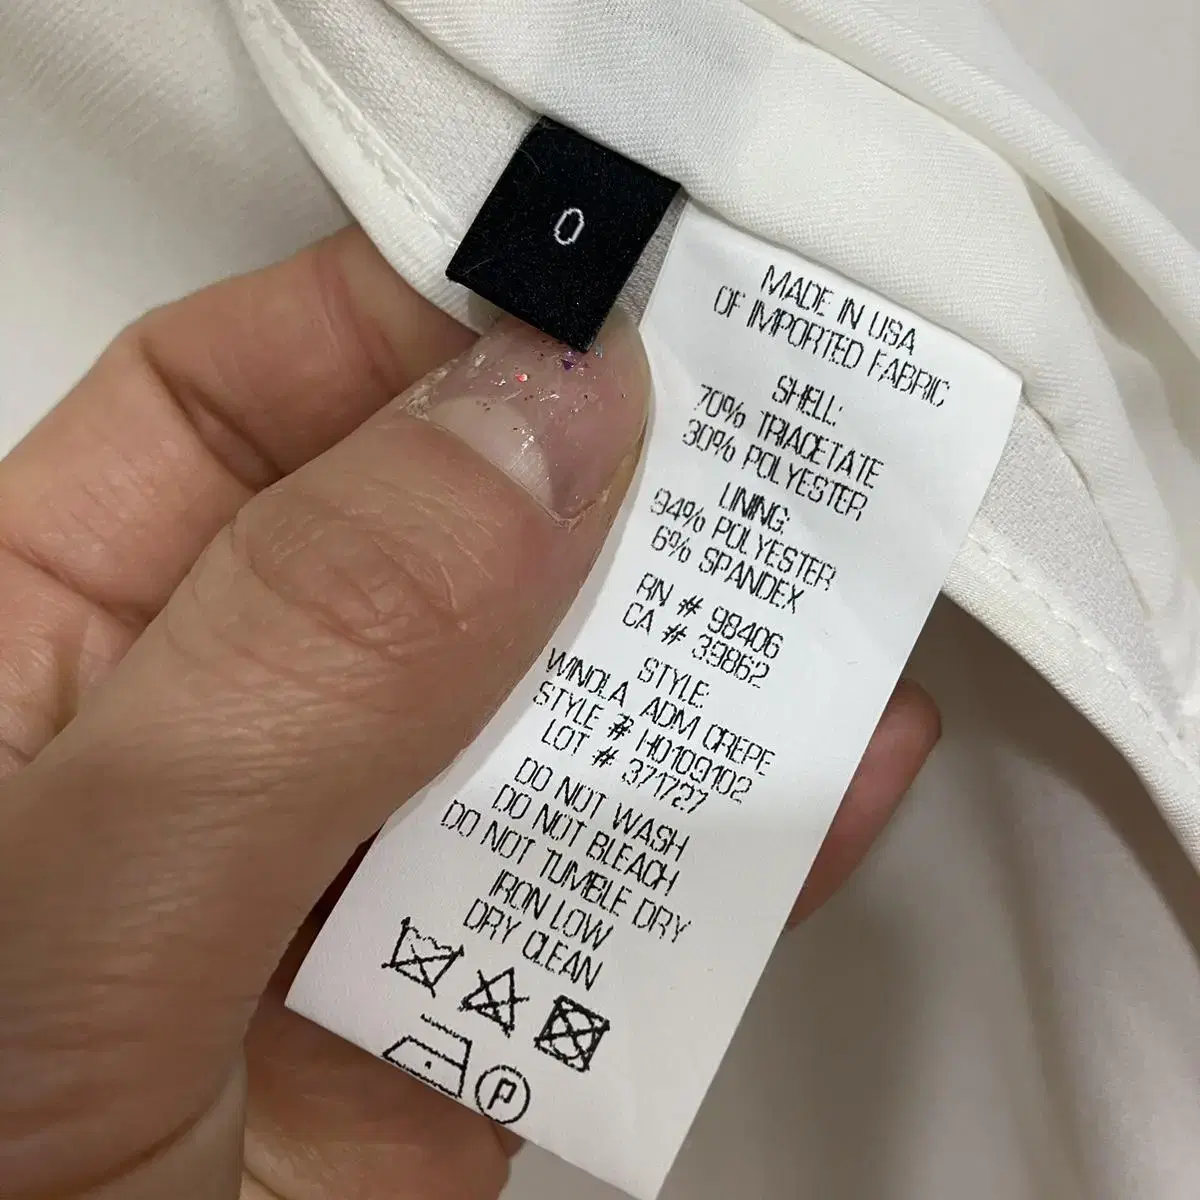 0
MADE IN USA
OF IMPORTED FABRIC
SHELL:
70% TRIACETATE
30% POLYESTER
LINING:
94% POLYESTER
6% SPANDEX
RN # 98406
CA # 39862
STYLE:
WINDLA ADM CREPE
STYLE # H0109102
LOT # 371727
DO NOT WASH
DO NOT BLEACH
DO NOT TUMBLE DRY
IRON LOW
DRY CLEAN
P